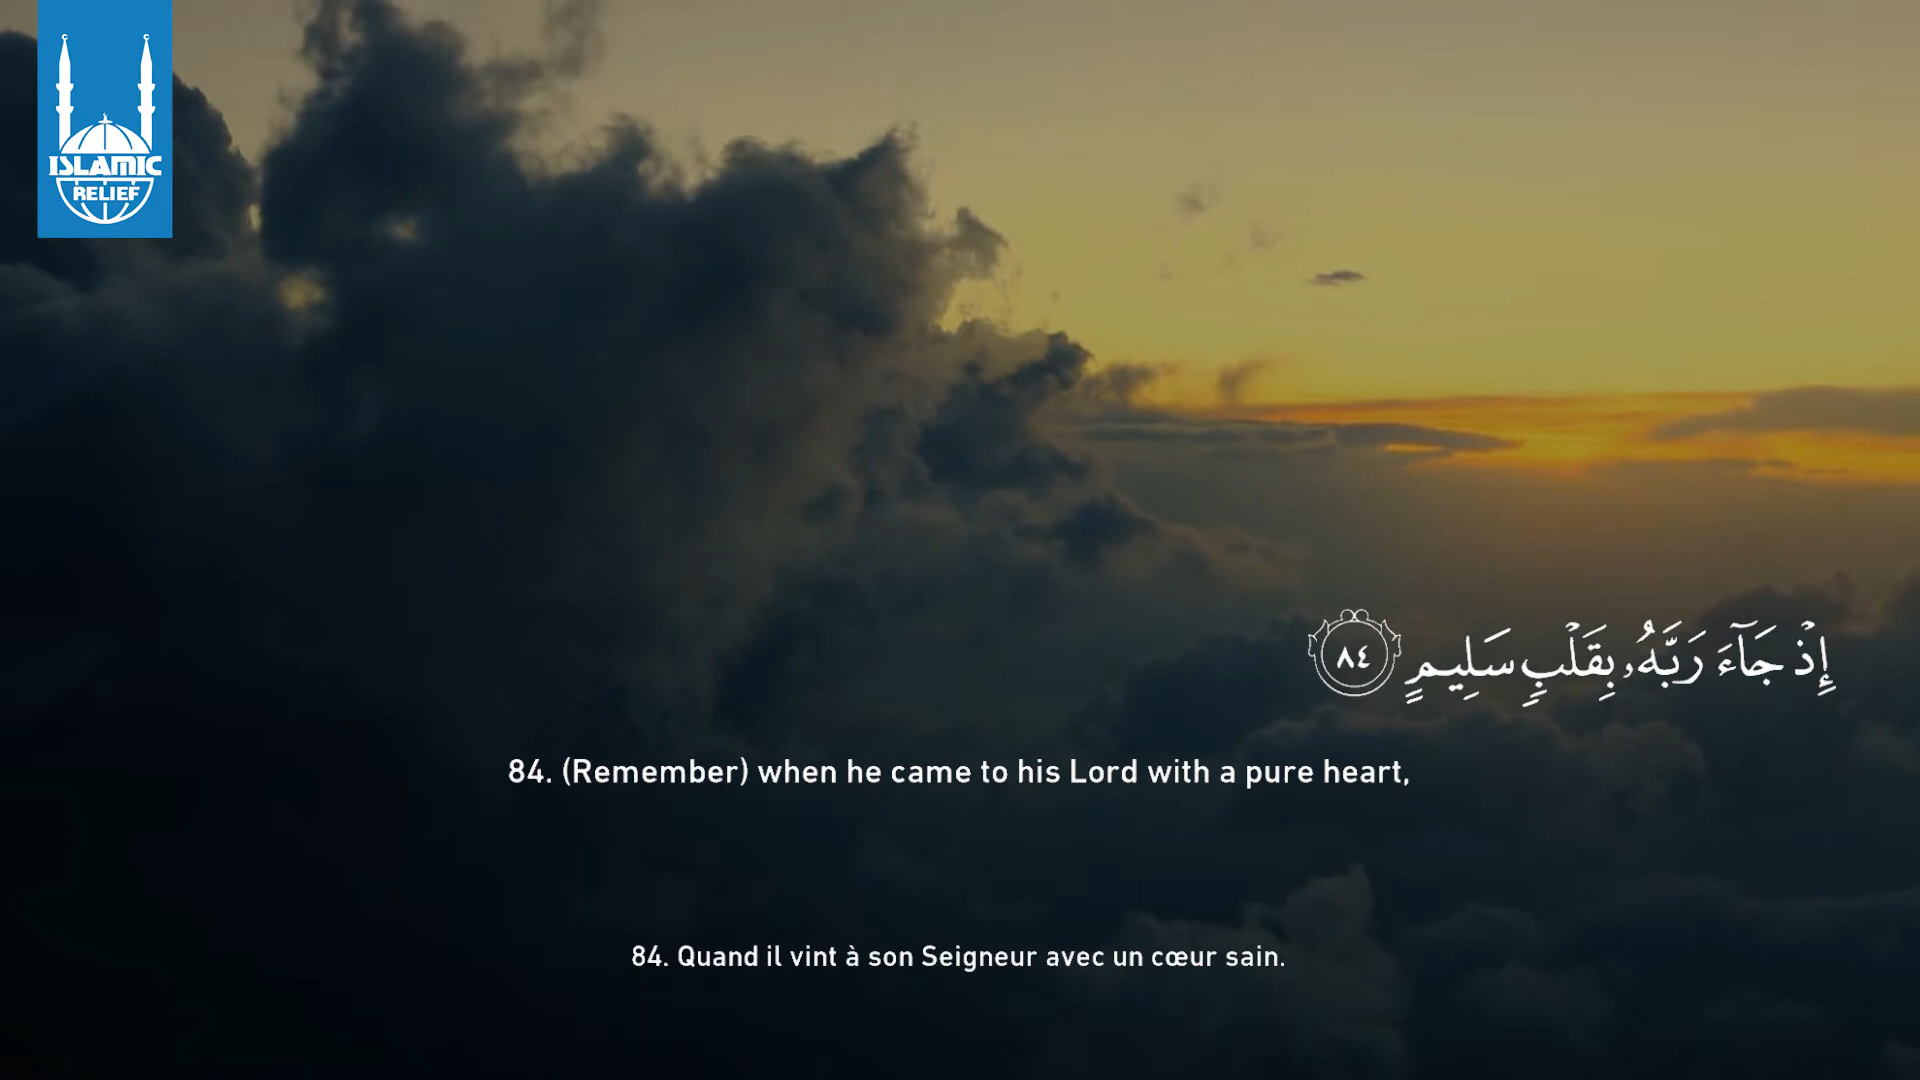 ISLAMIC
RELIEF
إِذْ جَآءَ رَبَّهُۥ بِقَلْبٍ سَلِيمٍ ٨٤
84. (Remember) when he came to his Lord with a pure heart,
84. Quand il vint à son Seigneur avec un cœur sain.